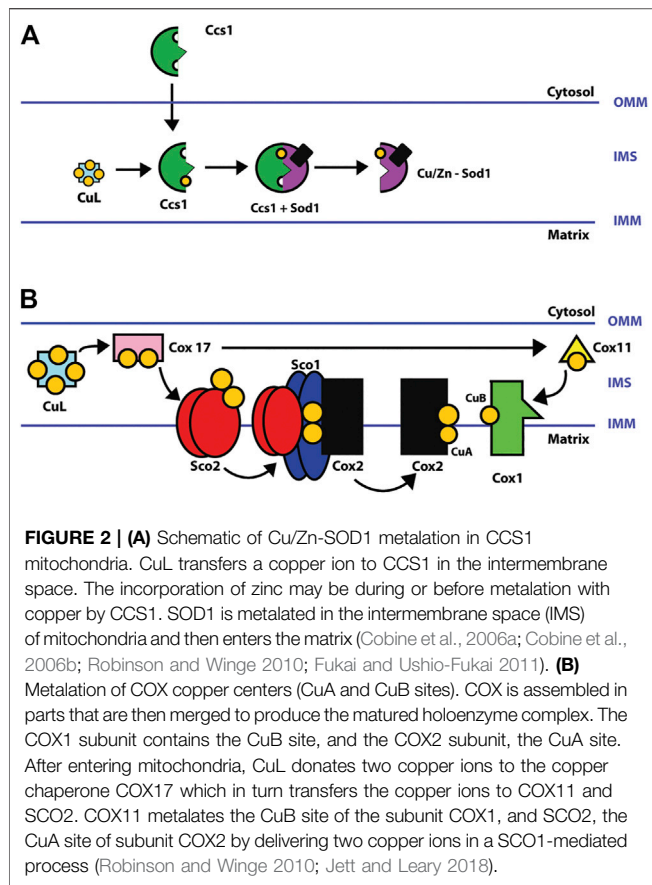 A
Ccs1
Cytosol
OMM
IMS
CuL
Ccs1
Ccs1 + Sod1
Cu/Zn - Sod1
IMM
Matrix
B
Cytosol
OMM
Cox 17
Sco1
Cox11
CuL
IMS
CuB
IMM
Matrix
Sco2
Cox2
Cox2
CuA
Cox1
FIGURE 2 | (A) Schematic of Cu/Zn-SOD1 metalation in CCS1
mitochondria. CuL transfers a copper ion to CCS1 in the intermembrane
space. The incorporation of zinc may be during or before metalation with
copper by CCS1. SOD1 is metalated in the intermembrane space (IMS)
of mitochondria and then enters the matrix (Cobine et al., 2006a; Cobine et al.,
2006b; Robinson and Winge 2010; Fukai and Ushio-Fukai 2011). (B)
Metalation of COX copper centers (CuA and CuB sites). COX is assembled in
parts that are then merged to produce the matured holoenzyme complex. The
COX1 subunit contains the CuB site, and the COX2 subunit, the CuA site.
After entering mitochondria, CuL donates two copper ions to the copper
chaperone COX17 which in turn transfers the copper ions to COX11 and
SCO2. COX11 metalates the CuB site of the subunit COX1, and SCO2, the
CuA site of subunit COX2 by delivering two copper ions in a SCO1-mediated
process (Robinson and Winge 2010; Jett and Leary 2018).